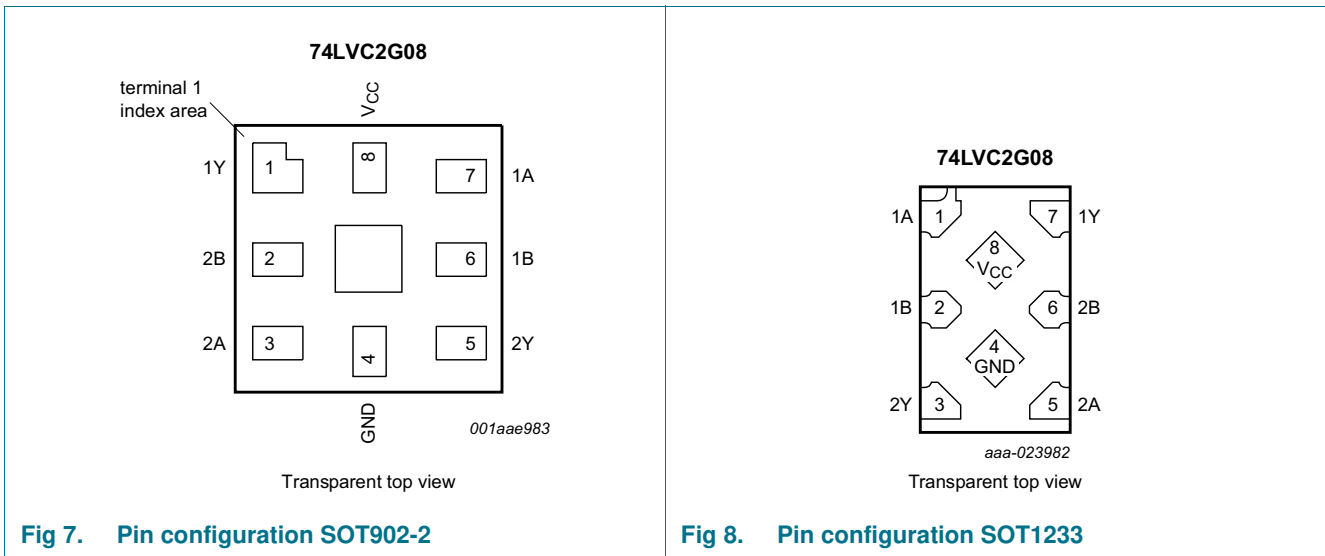 74LVC2G08
terminal 1
index area
VCC
1Y 1 8 7 1A
2B 2 6 1B
2A 3 4 5 2Y
GND
001aae983
Transparent top view
Fig 7. Pin configuration SOT902-2
74LVC2G08
1A 1 7 1Y
8
VCC
1B 2 6 2B
4
GND
2Y 3 5 2A
aaa-023982
Transparent top view
Fig 8. Pin configuration SOT1233